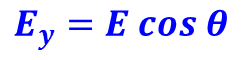 E_y = E cos θ